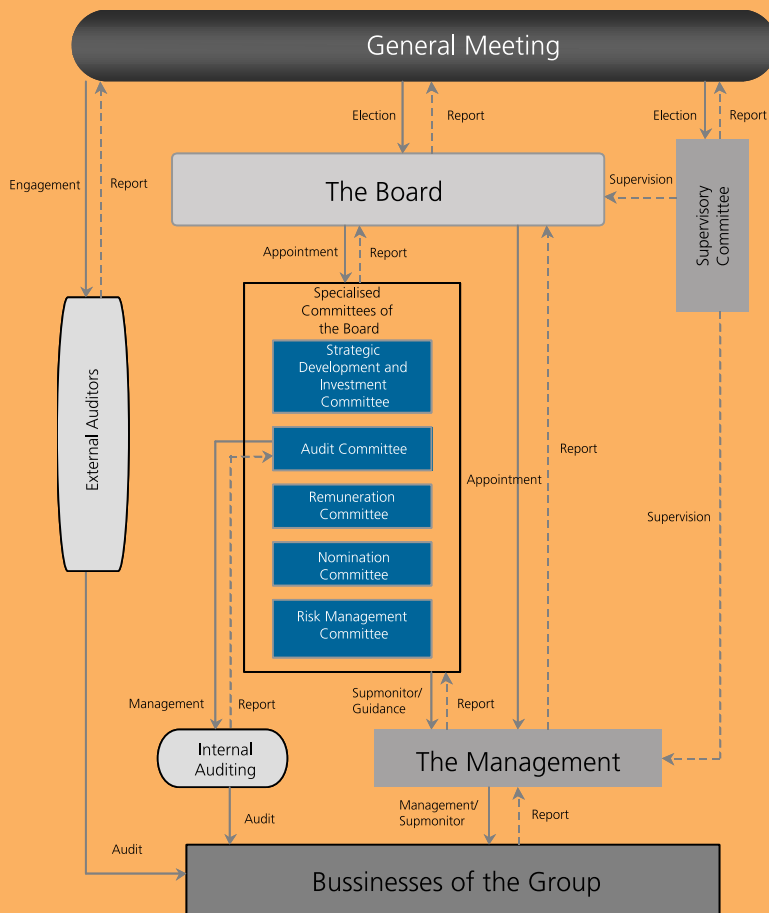 General Meeting
Election
Report
Election
Report
Engagement
Report
The Board
Supervision
Supervisory
Committee
Appointment
Report
Specialised
Committees of
the Board
Strategic
Development and
Investment
Committee
External Auditors
Audit Committee
Report
Appointment
Remuneration
Committee
Supervision
Nomination
Committee
Risk Management
Committee
Management
Report
Supmonitor/
Guidance
Report
Internal
Auditing
The Management
Management/
Supmonitor
Report
Audit
Audit
Bussinesses of the Group